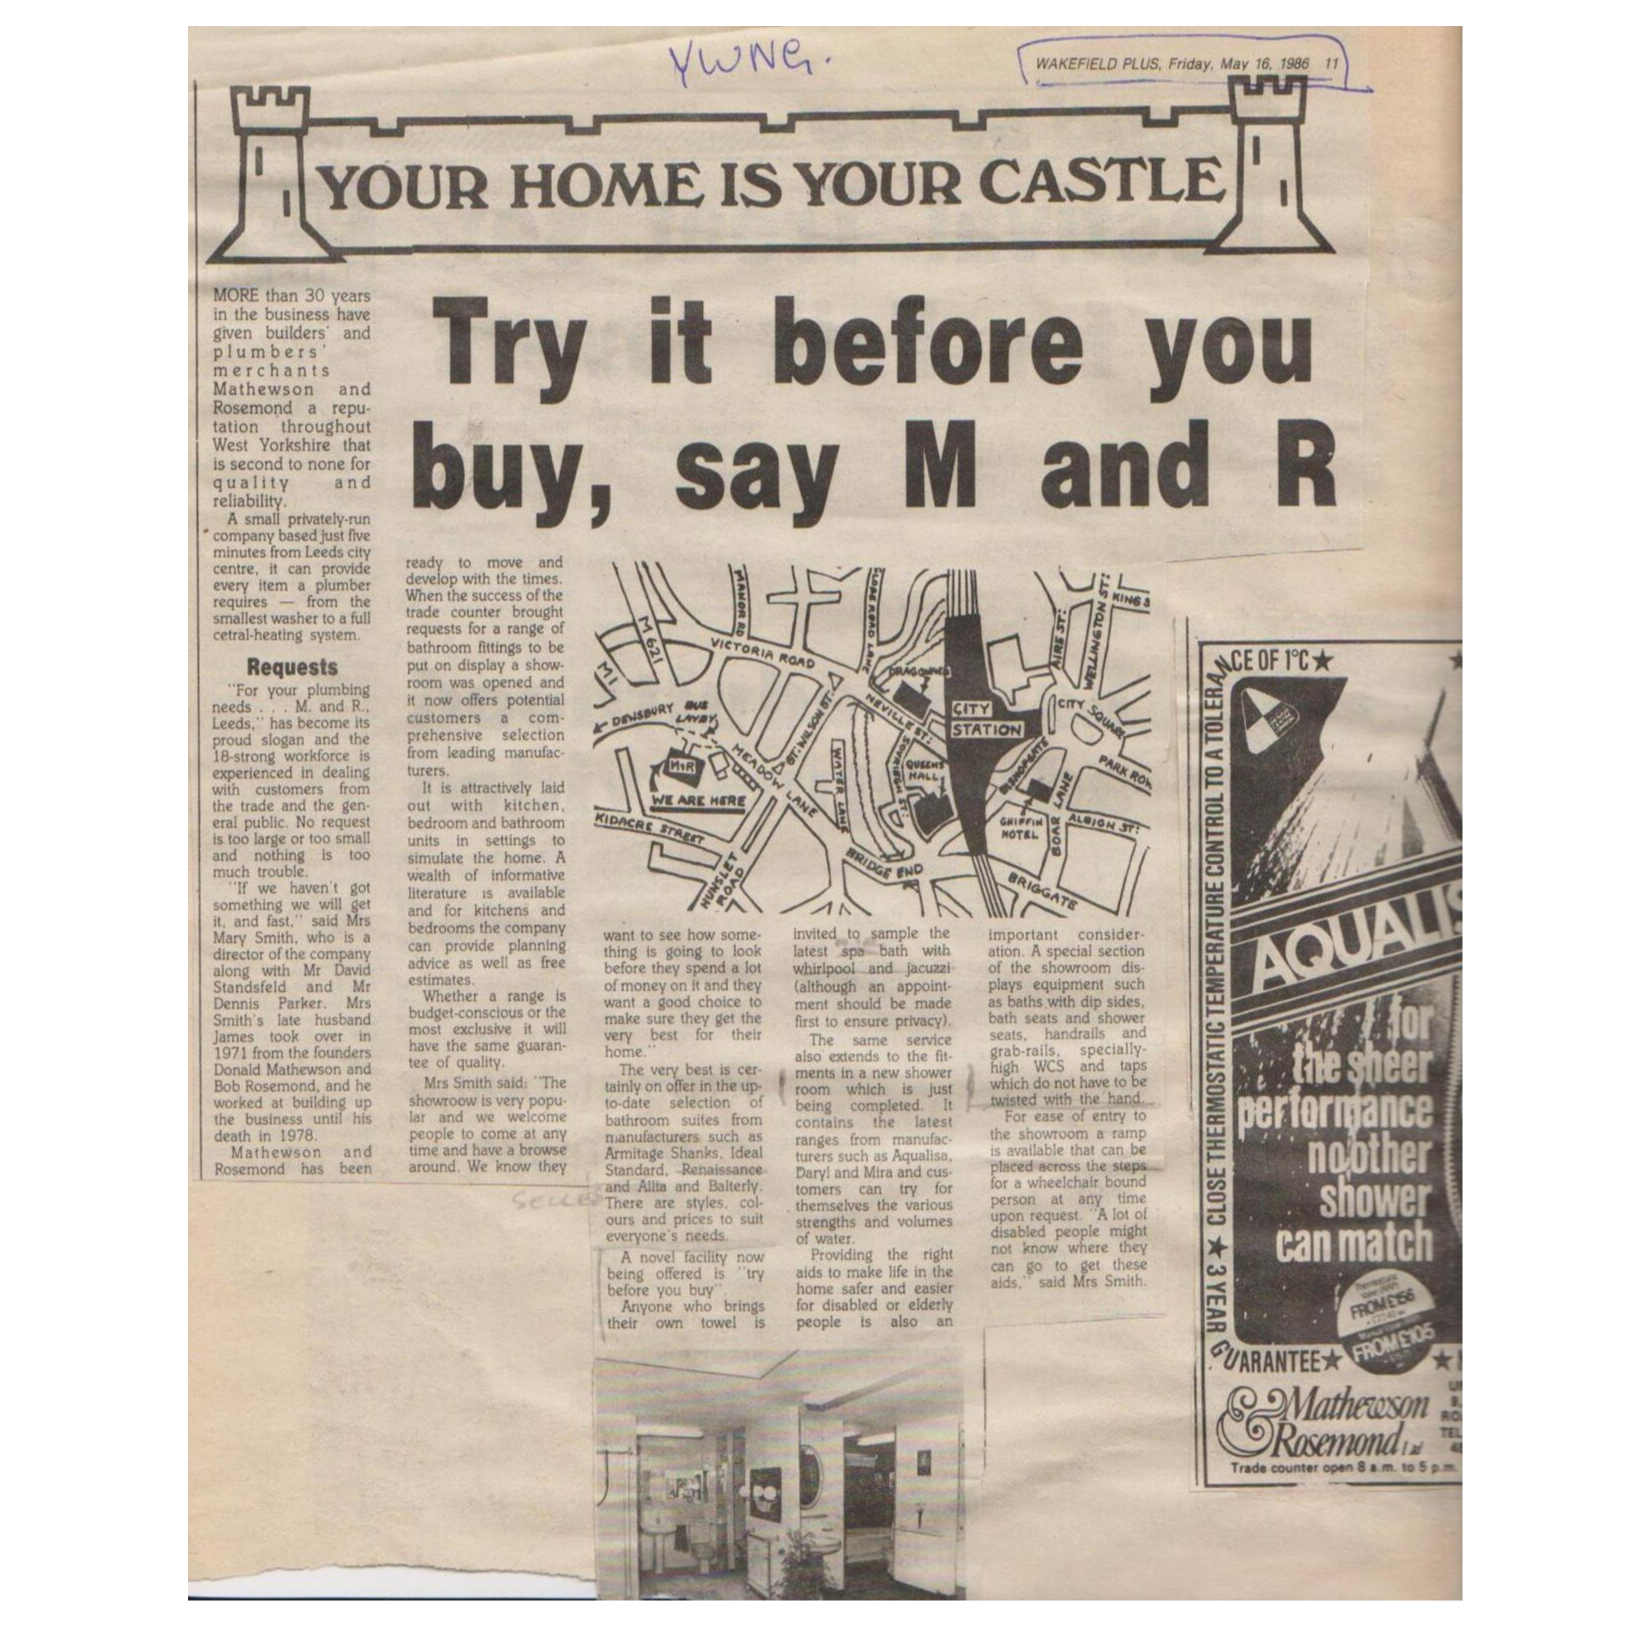 YWNG.
WAKEFIELD PLUS, Friday, May 16, 1986 11
YOUR HOME IS YOUR CASTLE
Try it before you
buy, say M and R
MORE than 30 years
in the business have
given builders' and
plumbers'
merchants
Mathewson and
Rosemond a repu-
tation throughout
West Yorkshire that
is second to none for
quality and
reliability.
A small privately-run
company based just five
minutes from Leeds city
centre, it can provide
every item a plumber
requires — from the
smallest washer to a full
cetral-heating system.
Requests
"For your plumbing
needs . . . M. and R.,
Leeds," has become its
proud slogan and the
18-strong workforce is
experienced in dealing
with customers from
the trade and the gen-
eral public. No request
is too large or too small
and nothing is too
much trouble.
"If we haven't got
something we will get
it, and fast," said Mrs
Mary Smith, who is a
director of the company
along with Mr David
Standsfeld and Mr
Dennis Parker. Mrs
Smith's late husband
James took over in
1971 from the founders
Donald Mathewson and
Bob Rosemond, and he
worked at building up
the business until his
death in 1978.
Mathewson and
Rosemond has been
ready to move and
develop with the times.
When the success of the
trade counter brought
requests for a range of
bathroom fittings to be
put on display a show-
room was opened and
it now offers potential
customers a com-
prehensive selection
from leading manufac-
turers.
It is attractively laid
out with kitchen,
bedroom and bathroom
units in settings to
simulate the home. A
wealth of informative
literature is available
and for kitchens and
bedrooms the company
can provide planning
advice as well as free
estimates.
Whether a range is
budget-conscious or the
most exclusive it will
have the same guaran-
tee of quality.
Mrs Smith said: "The
showroow is very popu-
lar and we welcome
people to come at any
time and have a browse
around. We know they
MANOR RD
GLOBE ROAD
LANE
M 621
M1
VICTORIA ROAD
DEWSBURY
BUS
LAYBY
M&R
WE ARE HERE
MEADOW LANE
GT. WILSON ST.
KIDACRE STREET
HUNSLET
ROAD
WATER LANE
DRAGONARA
NEVILLE ST.
QUEENS
HALL
BRIDGE END
CITY
STATION
BISHOPGATE
GRIFFIN
HOTEL
BOAR LANE
ALBION ST.
BRIGGATE
PARK ROW
CITY SQUARE
AIRE ST.
WELLINGTON ST.
KING S
want to see how some-
thing is going to look
before they spend a lot
of money on it and they
want a good choice to
make sure they get the
very best for their
home."
The very best is cer-
tainly on offer in the up-
to-date selection of
bathroom suites from
manufacturers such as
Armitage Shanks, Ideal
Standard, Renaissance
and Allia and Balterly.
There are styles, col-
ours and prices to suit
everyone's needs.
A novel facility now
being offered is "try
before you buy".
Anyone who brings
their own towel is
invited to sample the
latest spa bath with
whirlpool and jacuzzi
(although an appoint-
ment should be made
first to ensure privacy).
The same service
also extends to the fit-
ments in a new shower
room which is just
being completed. It
contains the latest
ranges from manufac-
turers such as Aqualisa,
Daryl and Mira and cus-
tomers can try for
themselves the various
strengths and volumes
of water.
Providing the right
aids to make life in the
home safer and easier
for disabled or elderly
people is also an
important consider-
ation. A special section
of the showroom dis-
plays equipment such
as baths with dip sides,
bath seats and shower
seats, handrails and
grab-rails, specially-
high WCS and taps
which do not have to be
twisted with the hand.
For ease of entry to
the showroom a ramp
is available that can be
placed across the steps
for a wheelchair bound
person at any time
upon request. "A lot of
disabled people might
not know where they
can go to get these
aids," said Mrs Smith.
3 YEAR ★ CLOSE THERMOSTATIC TEMPERATURE CONTROL TO A TOLERAN
CE OF 1°C ★
AQUALIS
for
the sheer
performance
no other
shower
can match
FROM £156
FROM £105
GUARANTEE ★
Mathewson
& Rosemond Ltd
Trade counter open 8 a.m. to 5 p.m.